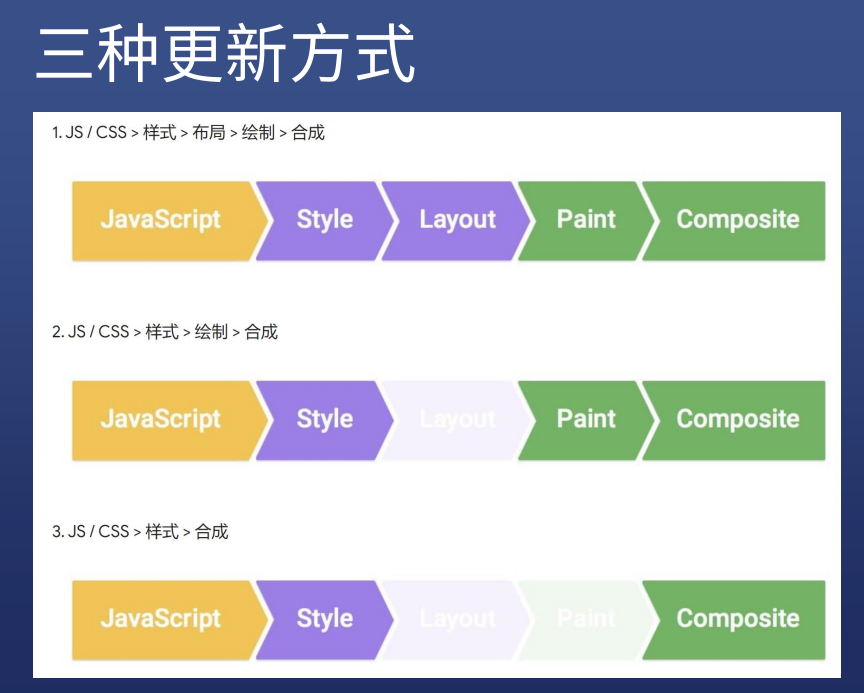 三种更新方式
1. JS / CSS > 样式 > 布局 > 绘制 > 合成
JavaScript Style Layout Paint Composite
2. JS / CSS > 样式 > 绘制 > 合成
JavaScript Style Layout Paint Composite
3. JS / CSS > 样式 > 合成
JavaScript Style Layout Paint Composite